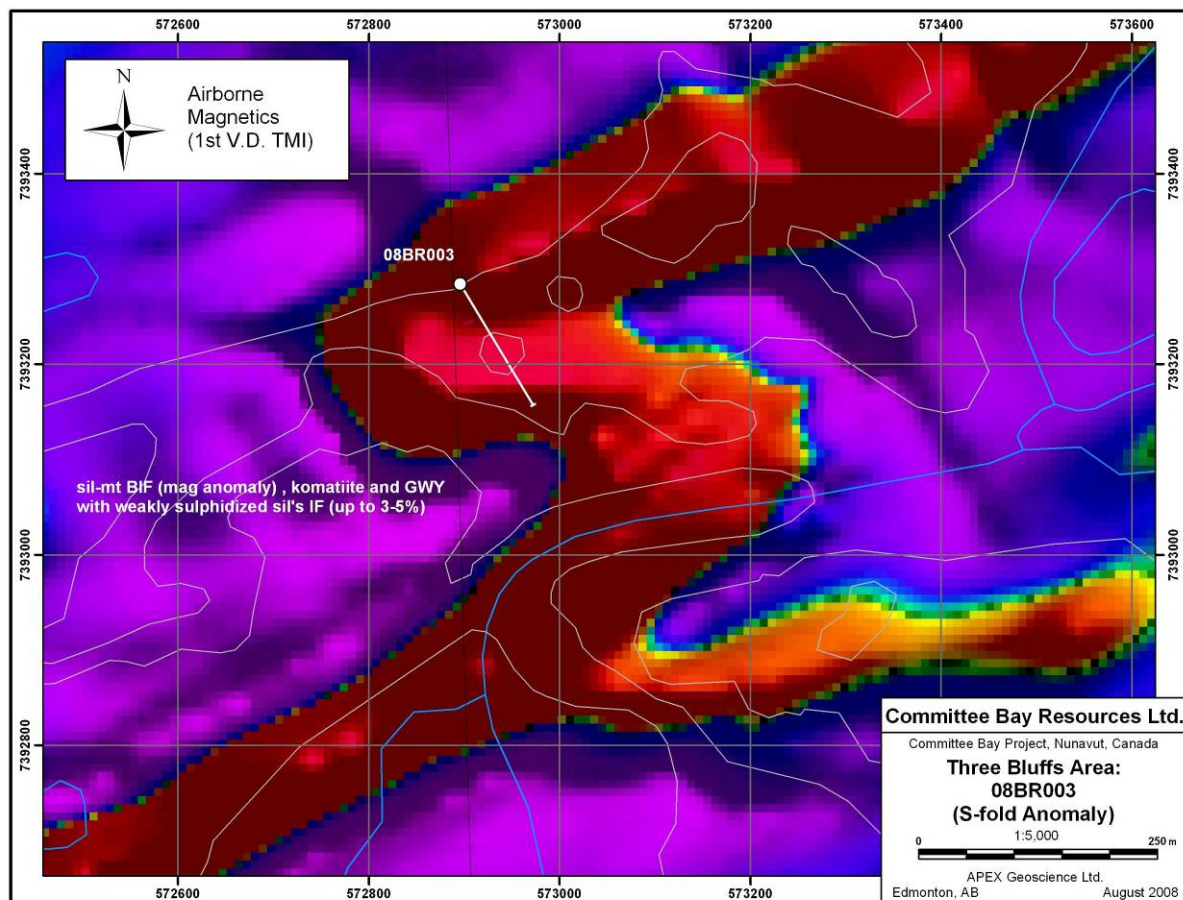 572600 572800 573000 573200 573400 573600
N
Airborne
Magnetics
(1st V.D. TMI)
7393400 7393400
08BR003
7393200 7393200
sil-mt BIF (mag anomaly) , komatiite and GWY
with weakly sulphidized sil's IF (up to 3-5%)
7393000 7393000
7392800
Committee Bay Resources Ltd.
Committee Bay Project, Nunavut, Canada
Three Bluffs Area:
08BR003
(S-fold Anomaly)
1:5,000
0 250 m
APEX Geoscience Ltd.
Edmonton, AB August 2008
572600 572800 573000 573200